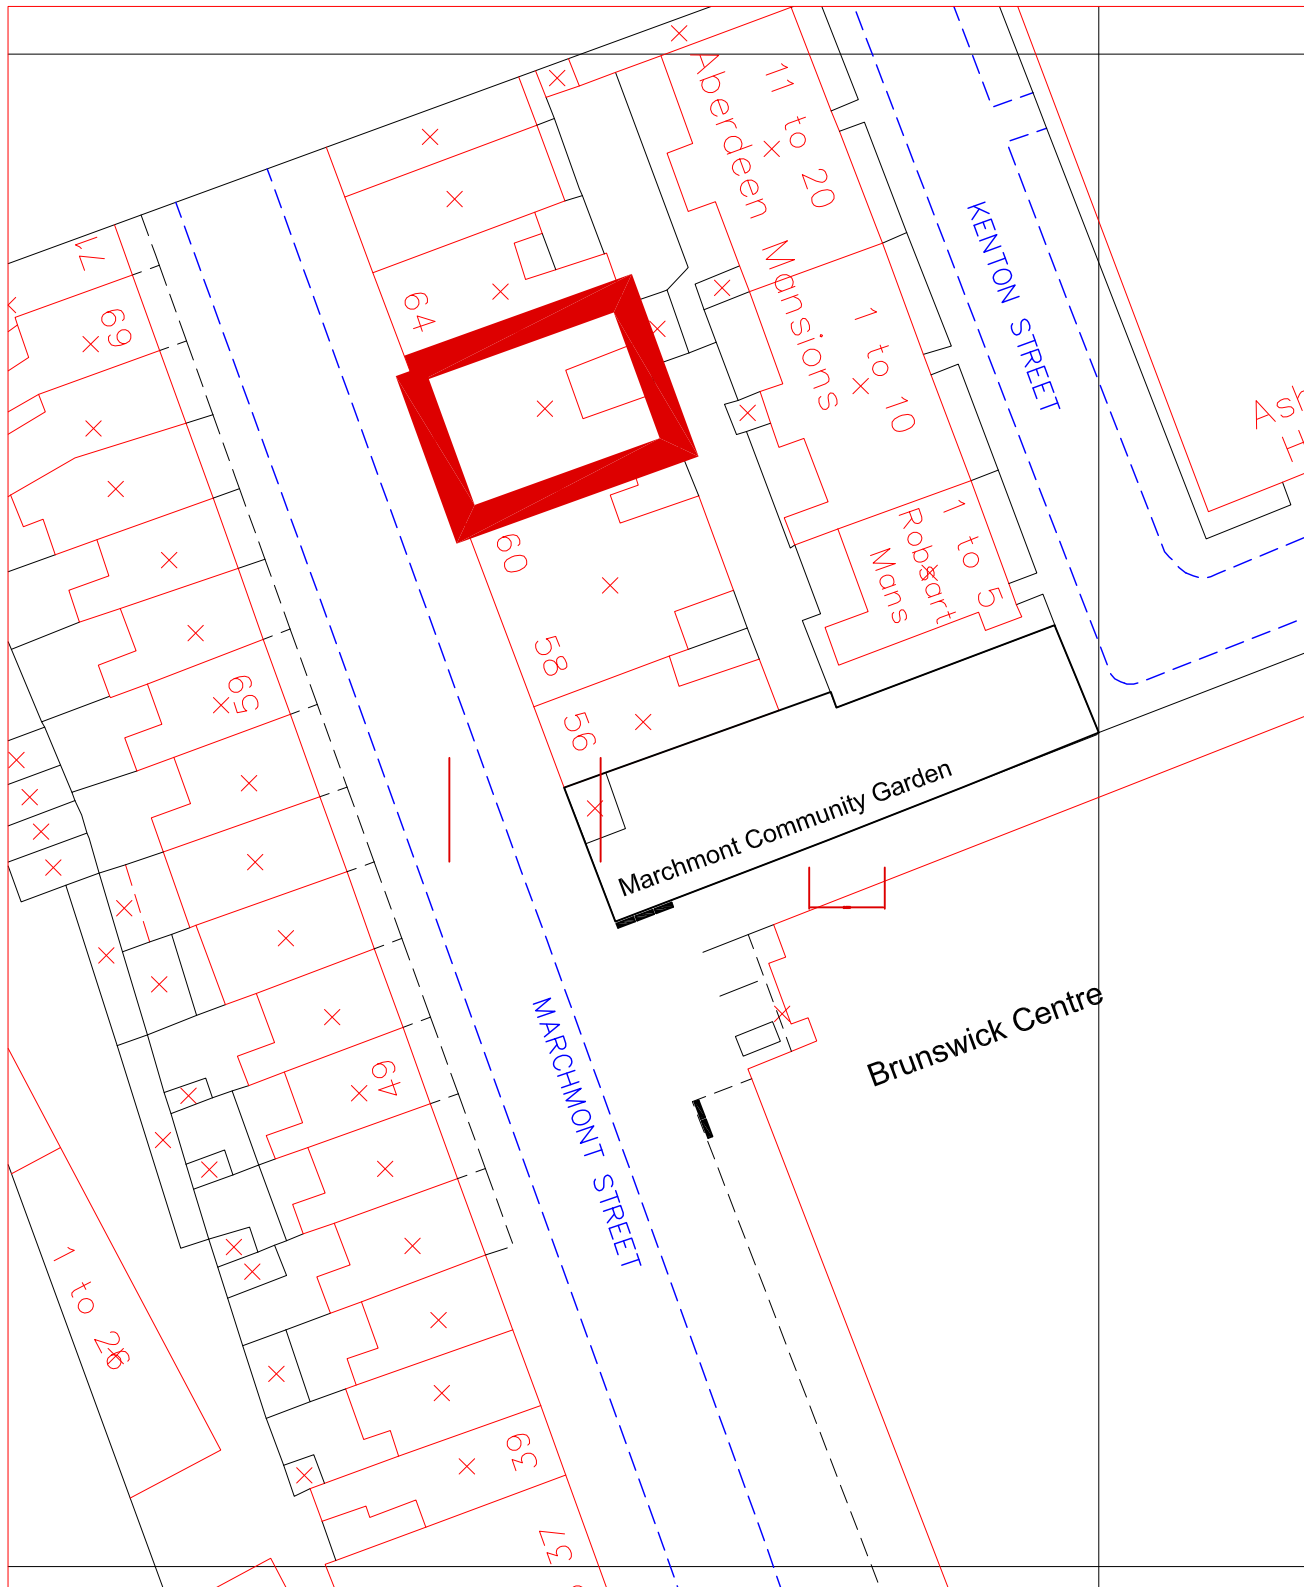 Aberdeen Mansions
11 to 20
KENTON STREET
71
69
64
1 to 10
1 to 5
Robsart
Mans
60
58
56
59
Marchmont Community Garden
Brunswick Centre
MARCHMONT STREET
49
1 to 26
39
37